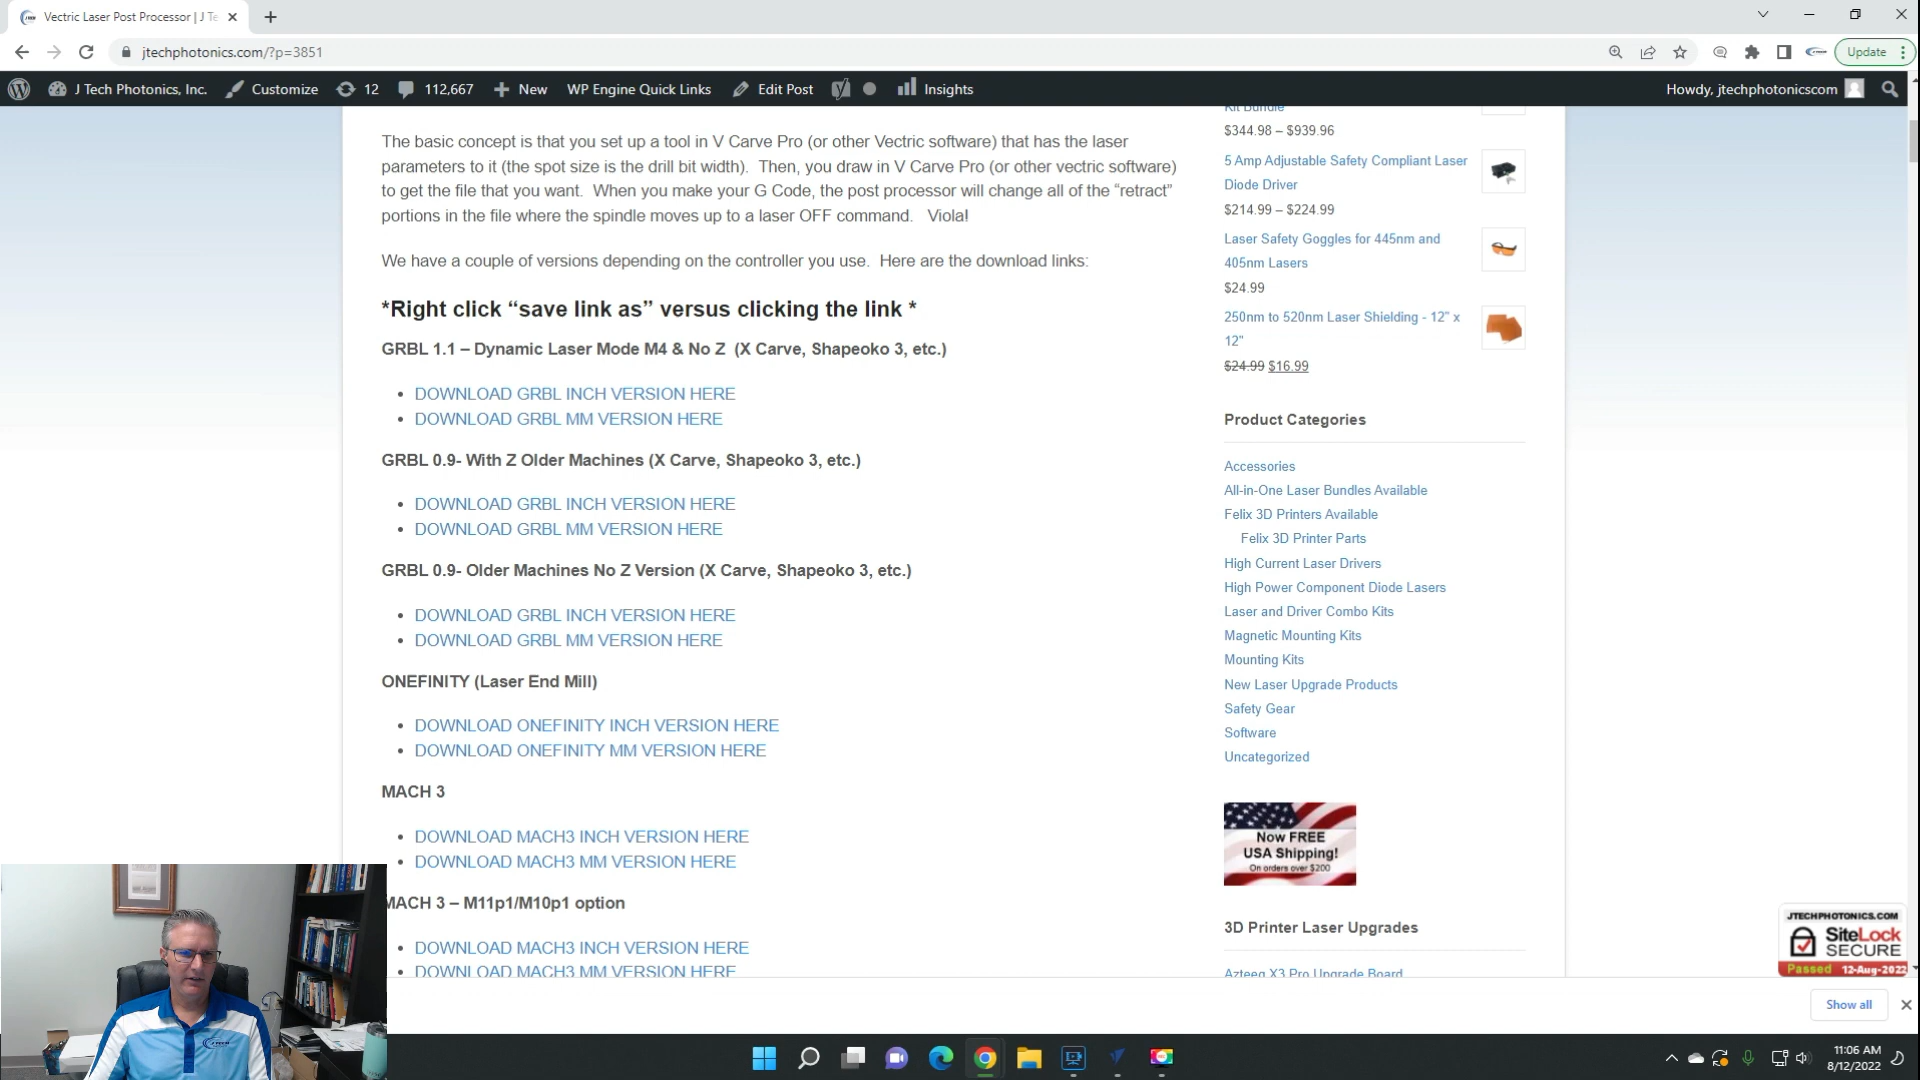 Vectric Laser Post Processor | J Te
jtechphotonics.com/?p=3851
Update
J Tech Photonics, Inc.
Customize
12
112,667
New
WP Engine Quick Links
Edit Post
Insights
Howdy, jtechphotonicscom
The basic concept is that you set up a tool in V Carve Pro (or other Vectric software) that has the laser
parameters to it (the spot size is the drill bit width).  Then, you draw in V Carve Pro (or other vectric software)
to get the file that you want.  When you make your G Code, the post processor will change all of the “retract”
portions in the file where the spindle moves up to a laser OFF command.   Viola!
We have a couple of versions depending on the controller you use.  Here are the download links:
*Right click “save link as” versus clicking the link *
GRBL 1.1 – Dynamic Laser Mode M4 & No Z  (X Carve, Shapeoko 3, etc.)
DOWNLOAD GRBL INCH VERSION HERE
DOWNLOAD GRBL MM VERSION HERE
GRBL 0.9- With Z Older Machines (X Carve, Shapeoko 3, etc.)
DOWNLOAD GRBL INCH VERSION HERE
DOWNLOAD GRBL MM VERSION HERE
GRBL 0.9- Older Machines No Z Version (X Carve, Shapeoko 3, etc.)
DOWNLOAD GRBL INCH VERSION HERE
DOWNLOAD GRBL MM VERSION HERE
ONEFINITY (Laser End Mill)
DOWNLOAD ONEFINITY INCH VERSION HERE
DOWNLOAD ONEFINITY MM VERSION HERE
MACH 3
DOWNLOAD MACH3 INCH VERSION HERE
DOWNLOAD MACH3 MM VERSION HERE
MACH 3 – M11p1/M10p1 option
DOWNLOAD MACH3 INCH VERSION HERE
DOWNLOAD MACH3 MM VERSION HERE
Kit Bundle
$344.98 – $939.96
5 Amp Adjustable Safety Compliant Laser
Diode Driver
$214.99 – $224.99
Laser Safety Goggles for 445nm and
405nm Lasers
$24.99
250nm to 520nm Laser Shielding - 12" x
12"
$24.99 $16.99
Product Categories
Accessories
All-in-One Laser Bundles Available
Felix 3D Printers Available
Felix 3D Printer Parts
High Current Laser Drivers
High Power Component Diode Lasers
Laser and Driver Combo Kits
Magnetic Mounting Kits
Mounting Kits
New Laser Upgrade Products
Safety Gear
Software
Uncategorized
Now FREE
USA Shipping!
On orders over $200
3D Printer Laser Upgrades
Azteeg X3 Pro Upgrade Board
JTECHPHOTONICS.COM
SiteLock
SECURE
Passed 12-Aug-2022
Show all
J TECH
11:06 AM
8/12/2022